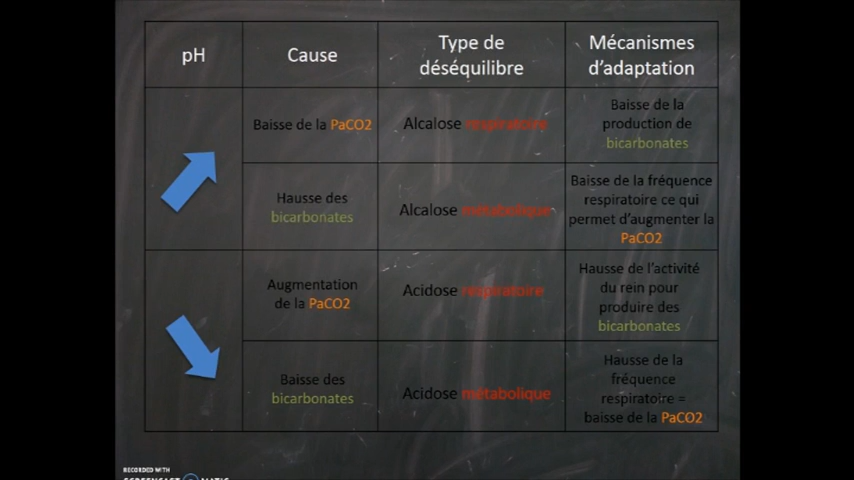 pH
Cause
Type de
déséquilibre
Mécanismes
d'adaptation
Baisse de la PaCO2
Alcalose respiratoire
Baisse de la
production de
bicarbonates
Hausse des
bicarbonates
Alcalose métabolique
Baisse de la fréquence
respiratoire ce qui
permet d'augmenter la
PaCO2
Augmentation
de la PaCO2
Acidose respiratoire
Hausse de l'activité
du rein pour
produire des
bicarbonates
Baisse des
bicarbonates
Acidose métabolique
Hausse de la
fréquence
respiratoire =
baisse de la PaCO2
RECORDED WITH
SCREENCAST MATIC